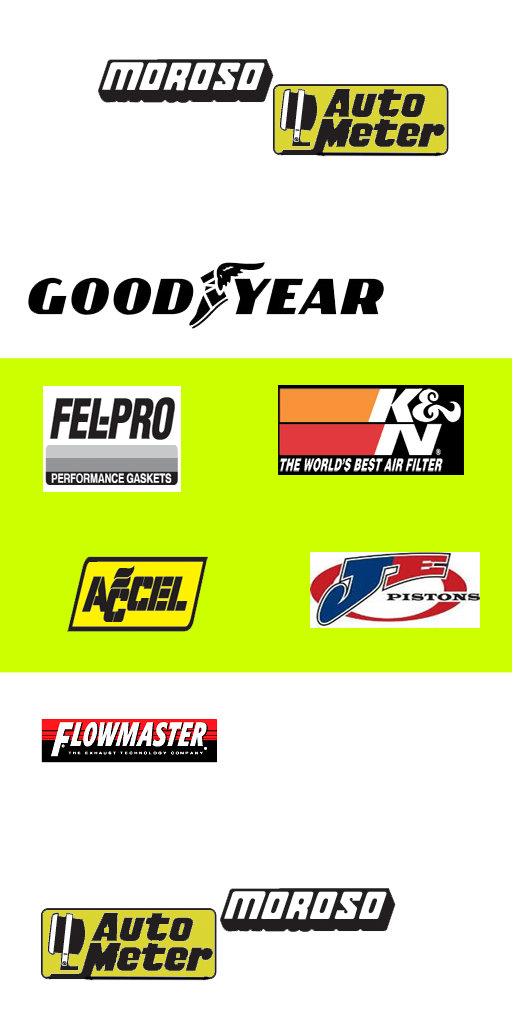 MOROSO
Auto
Meter
GOODYEAR
FEL-PRO
PERFORMANCE GASKETS
K&N®
THE WORLD'S BEST AIR FILTER
ACCEL
JE
PISTONS
FLOWMASTER
THE EXHAUST TECHNOLOGY COMPANY
MOROSO
Auto
Meter